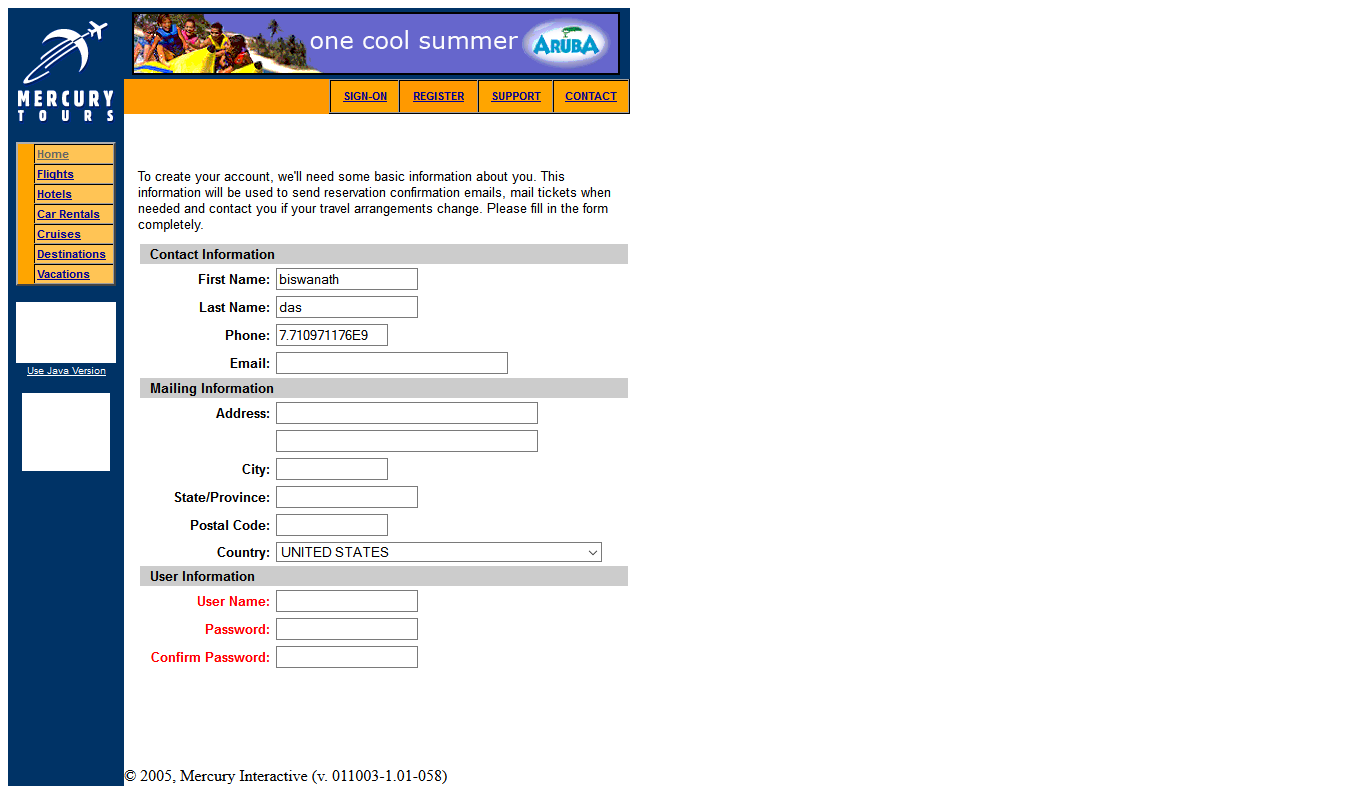 MERCURY
TOURS
one cool summer
ARUBA
SIGN-ON
REGISTER
SUPPORT
CONTACT
Home
Flights
Hotels
Car Rentals
Cruises
Destinations
Vacations
Use Java Version
To create your account, we'll need some basic information about you. This
information will be used to send reservation confirmation emails, mail tickets when
needed and contact you if your travel arrangements change. Please fill in the form
completely.
Contact Information
First Name: biswanath
Last Name: das
Phone: 7.710971176E9
Email:
Mailing Information
Address:
City:
State/Province:
Postal Code:
Country: UNITED STATES
User Information
User Name:
Password:
Confirm Password:
© 2005, Mercury Interactive (v. 011003-1.01-058)